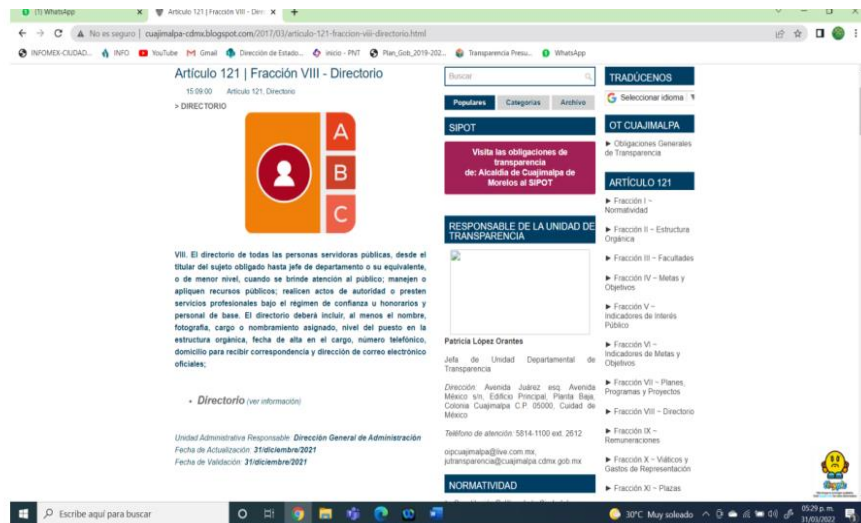 (1) WhatsApp
Artículo 121 | Fracción VIII - Dire
No es seguro | cuajimalpa-cdmx.blogspot.com/2017/03/articulo-121-fraccion-viii-directorio.html
INFOMEX-CIUDAD...
INFO
YouTube
Gmail
Dirección de Estado...
inicio - PNT
Plan_Gob_2019-202...
Transparencia Presu...
WhatsApp
Artículo 121 | Fracción VIII - Directorio
15:09:00 Artículo 121, Directorio
> DIRECTORIO
A
B
C
VIII. El directorio de todas las personas servidoras públicas, desde el
titular del sujeto obligado hasta jefe de departamento o su equivalente,
o de menor nivel, cuando se brinde atención al público; manejen o
apliquen recursos públicos; realicen actos de autoridad o presten
servicios profesionales bajo el régimen de confianza u honorarios y
personal de base. El directorio deberá incluir, al menos el nombre,
fotografía, cargo o nombramiento asignado, nivel del puesto en la
estructura orgánica, fecha de alta en el cargo, número telefónico,
domicilio para recibir correspondencia y dirección de correo electrónico
oficiales;
• Directorio (ver información)
Unidad Administrativa Responsable: Dirección General de Administración
Fecha de Actualización: 31/diciembre/2021
Fecha de Validación: 31/diciembre/2021
Buscar
Populares Categorías Archivo
SIPOT
Visita las obligaciones de
transparencia
de: Alcaldía de Cuajimalpa de
Morelos al SIPOT
RESPONSABLE DE LA UNIDAD DE
TRANSPARENCIA
Patricia López Orantes
Jefa de Unidad Departamental de
Transparencia
Dirección: Avenida Juárez esq. Avenida
México s/n, Edificio Principal, Planta Baja,
Colonia Cuajimalpa C.P. 05000, Cuidad de
México
Teléfono de atención: 5814-1100 ext. 2612
oipcuajimalpa@live.com.mx;
jutransparencia@cuajimalpa.cdmx.gob.mx
NORMATIVIDAD
TRADÚCENOS
Seleccionar idioma
OT CUAJIMALPA
► Obligaciones Generales
de Transparencia
ARTÍCULO 121
► Fracción I ~
Normatividad
► Fracción II ~ Estructura
Orgánica
► Fracción III ~ Facultades
► Fracción IV ~ Metas y
Objetivos
► Fracción V ~
Indicadores de Interés
Público
► Fracción VI ~
Indicadores de Metas y
Objetivos
► Fracción VII ~ Planes,
Programas y Proyectos
► Fracción VIII ~ Directorio
► Fracción IX ~
Remuneraciones
► Fracción X ~ Viáticos y
Gastos de Representación
► Fracción XI ~ Plazas
Escribe aquí para buscar
30°C Muy soleado
05:29 p. m.
31/03/2022